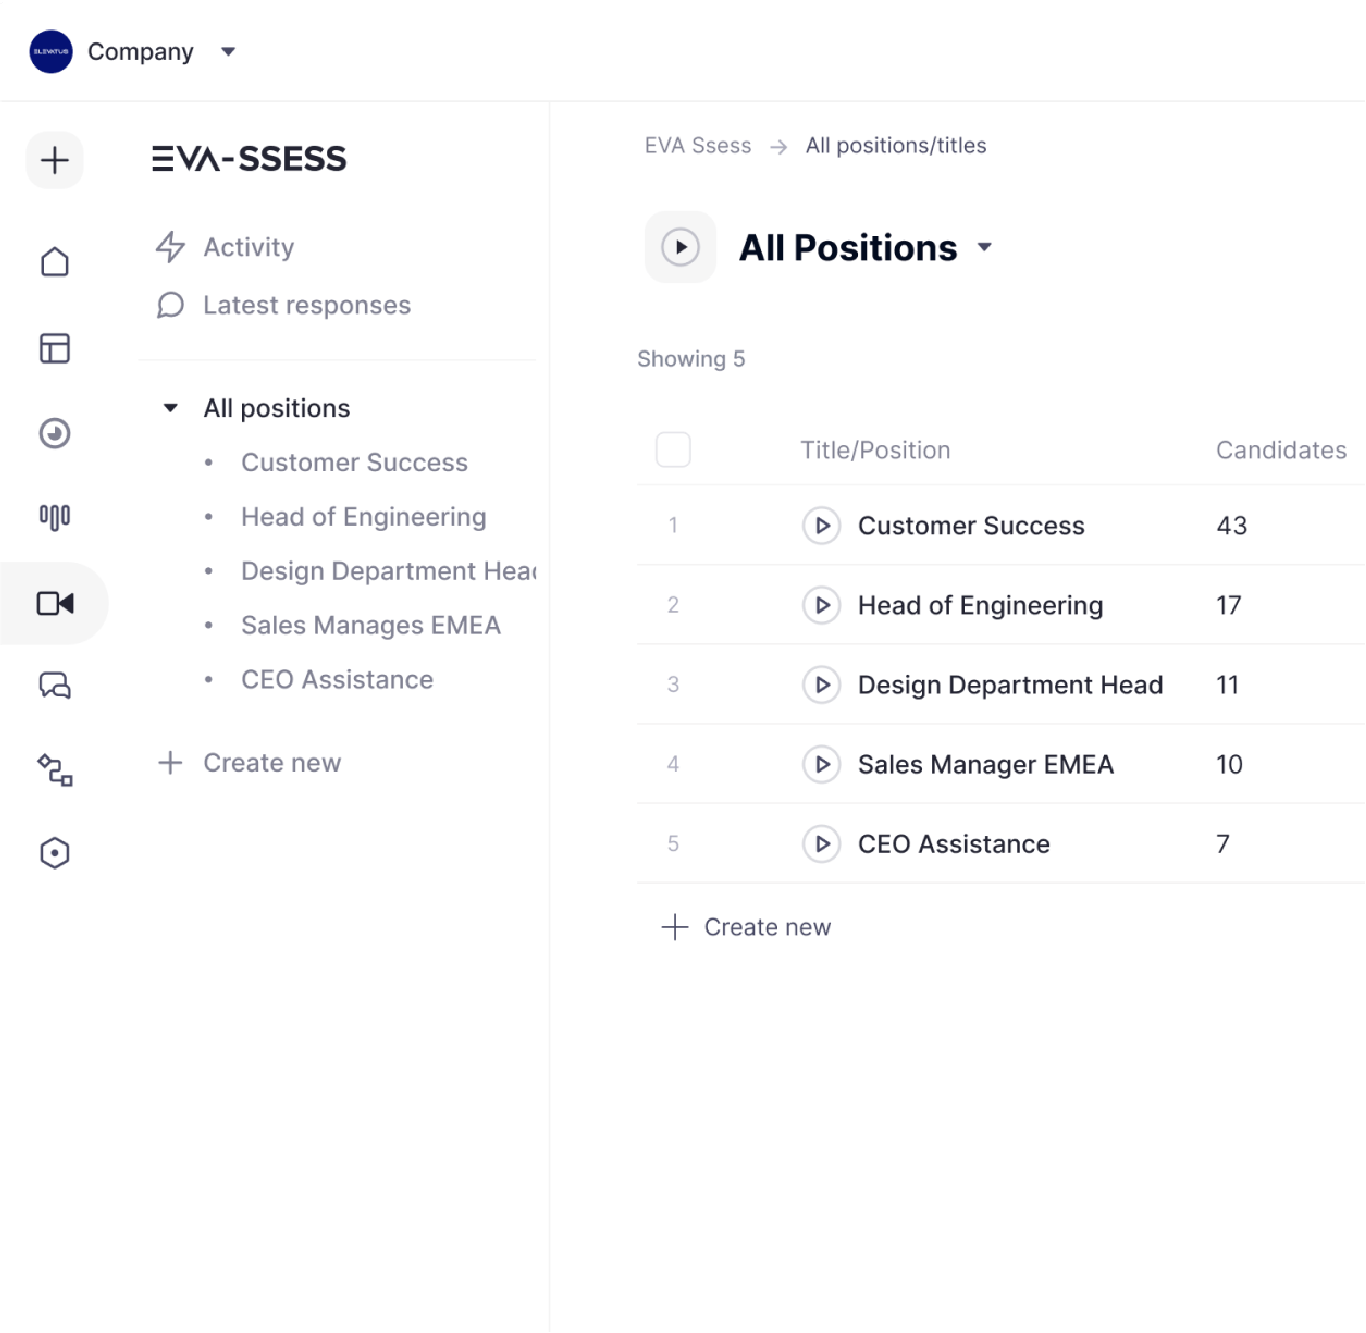 ELEVATUS
Company
EVA-SSESS
Activity
Latest responses
All positions
• Customer Success
• Head of Engineering
• Design Department Head
• Sales Manages EMEA
• CEO Assistance
Create new
EVA Ssess → All positions/titles
All Positions
Showing 5
Title/Position Candidates
1 Customer Success 43
2 Head of Engineering 17
3 Design Department Head 11
4 Sales Manager EMEA 10
5 CEO Assistance 7
Create new